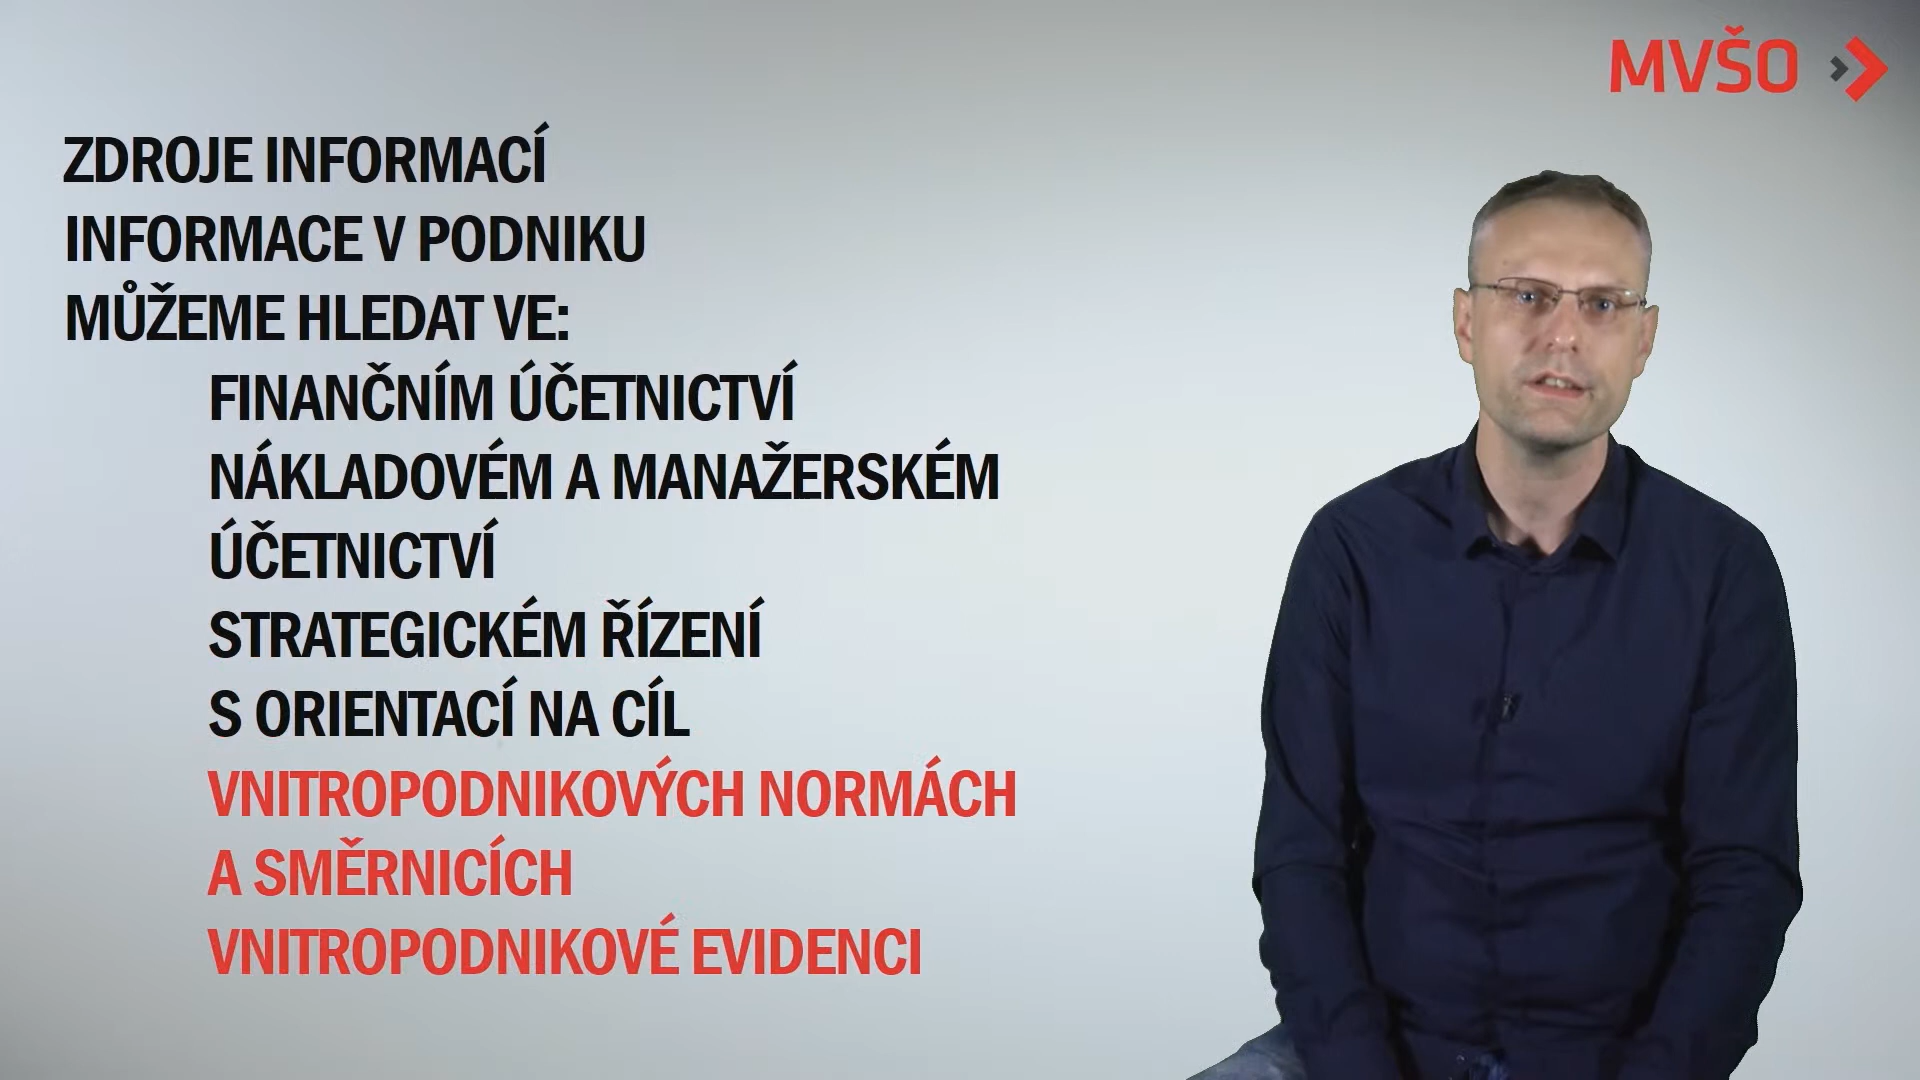 MVŠO
ZDROJE INFORMACÍ
INFORMACE V PODNIKU
MŮŽEME HLEDAT VE:
FINANČNÍM ÚČETNICTVÍ
NÁKLADOVÉM A MANAŽERSKÉM
ÚČETNICTVÍ
STRATEGICKÉM ŘÍZENÍ
S ORIENTACÍ NA CÍL
VNITROPODNIKOVÝCH NORMÁCH
A SMĚRNICÍCH
VNITROPODNIKOVÉ EVIDENCI